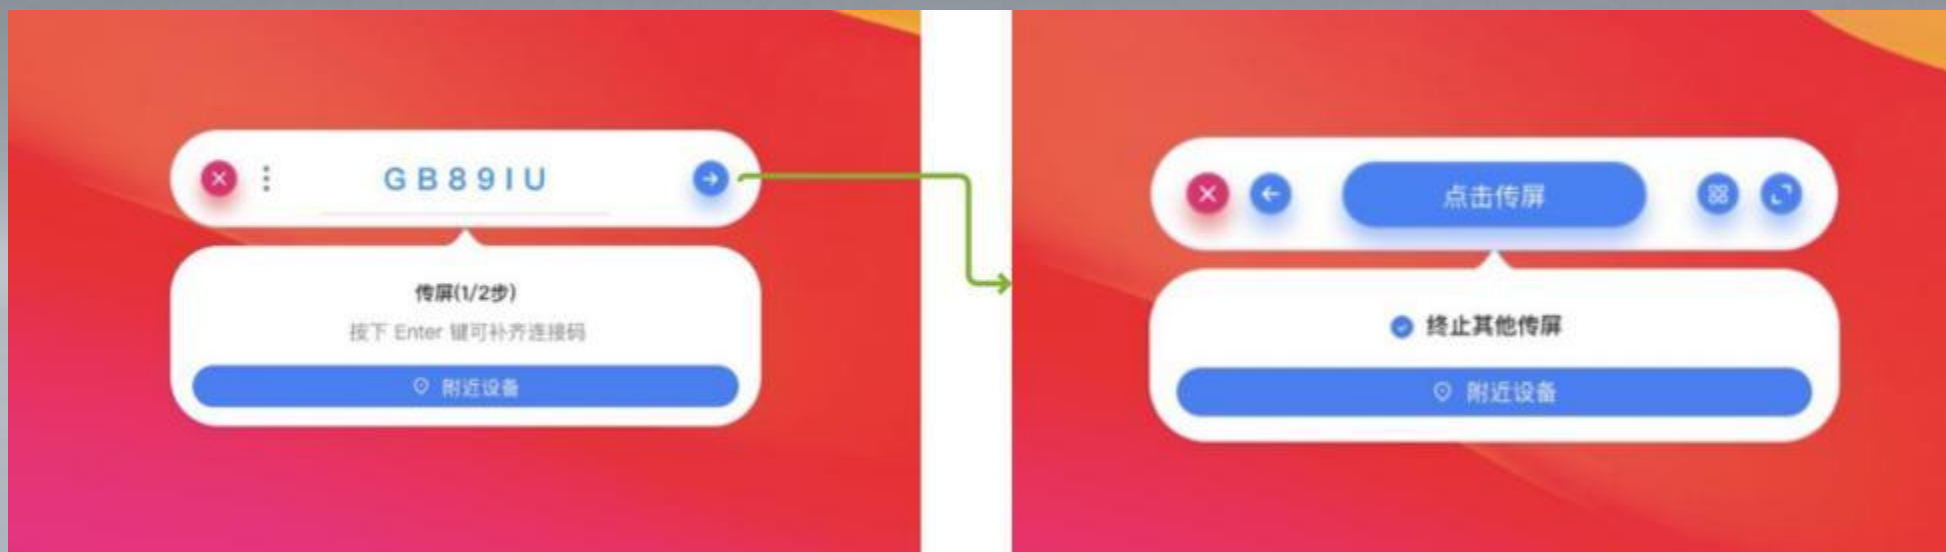 GB89IU
传屏(1/2步)
按下 Enter 键可补齐连接码
附近设备
点击传屏
终止其他传屏
附近设备